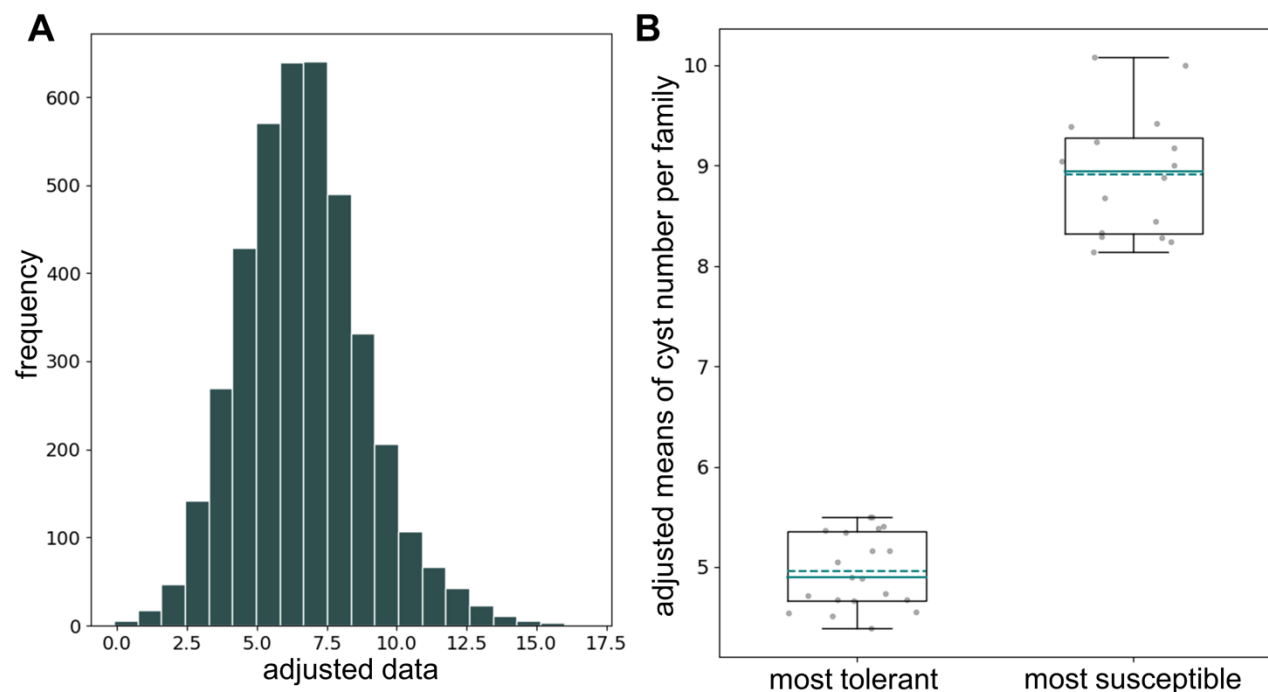 A
frequency
600
500
400
300
200
100
0
0.0 2.5 5.0 7.5 10.0 12.5 15.0 17.5
adjusted data
B
adjusted means of cyst number per family
10
9
8
7
6
5
most tolerant most susceptible